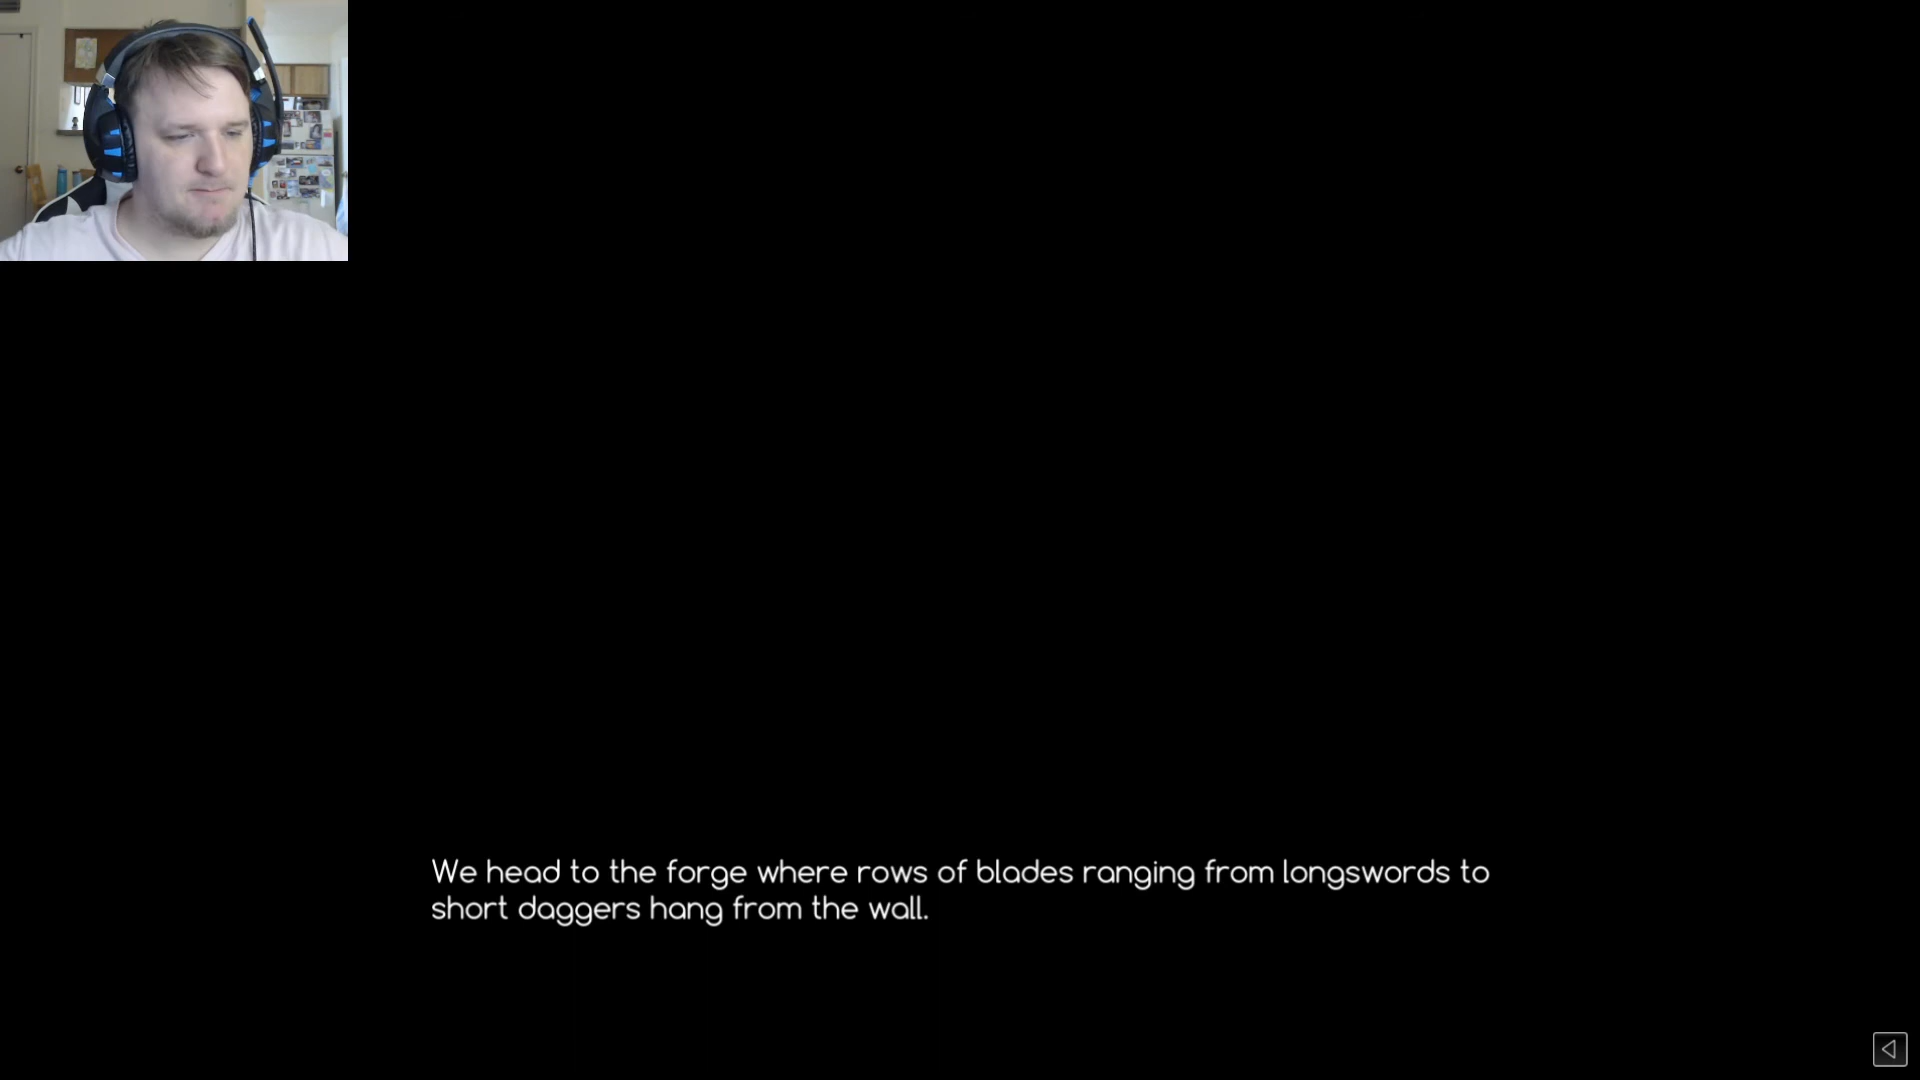 We head to the forge where rows of blades ranging from longswords to
short daggers hang from the wall.